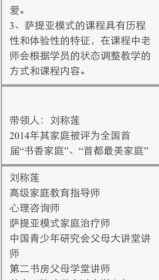 爱。
3、萨提亚模式的课程具有历程
性和体验性的特征，在课程中老
师会根据学员的状态调整教学的
方式和课程内容。
带领人：刘称莲
2014年其家庭被评为全国首
届“书香家庭”、“首都最美家庭”
刘称莲
高级家庭教育指导师
心理咨询师
萨提亚模式家庭治疗师
中国青少年研究会父母大讲堂讲
师
第二书房父母学堂讲师